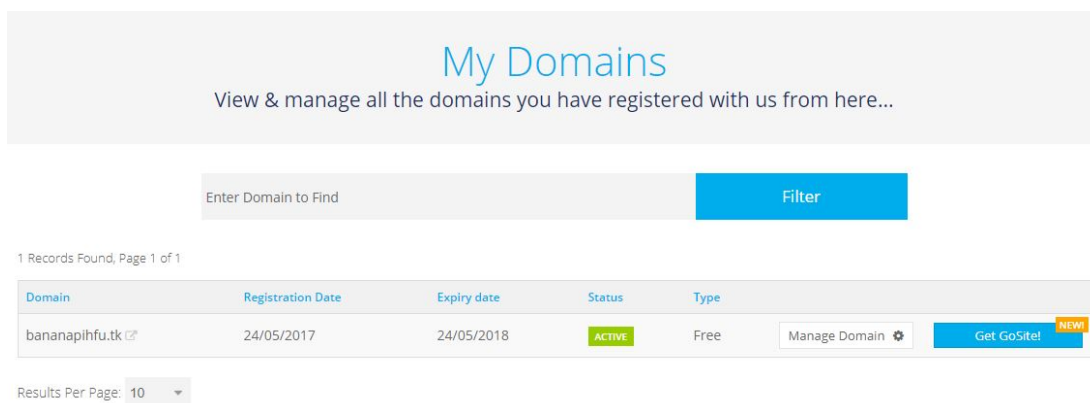 My Domains
View & manage all the domains you have registered with us from here...
Enter Domain to Find
Filter
1 Records Found, Page 1 of 1
Domain Registration Date Expiry date Status Type
bananapihfu.tk 24/05/2017 24/05/2018 ACTIVE Free Manage Domain Get GoSite! NEW!
Results Per Page: 10